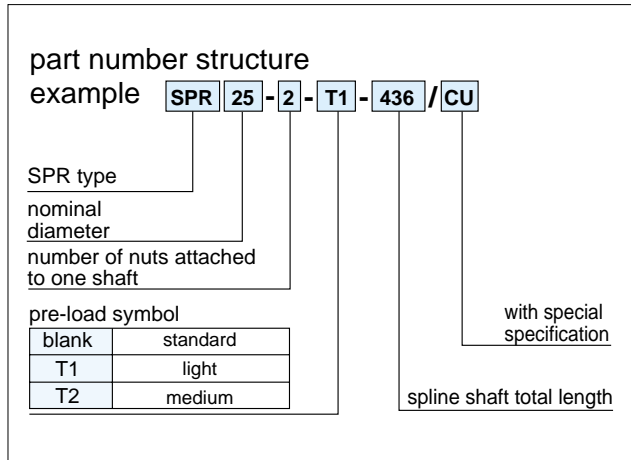 part number structure
example SPR 25 - 2 - T1 - 436 / CU
SPR type
nominal
diameter
number of nuts attached
to one shaft
pre-load symbol
blank standard
T1 light
T2 medium
with special
specification
spline shaft total length